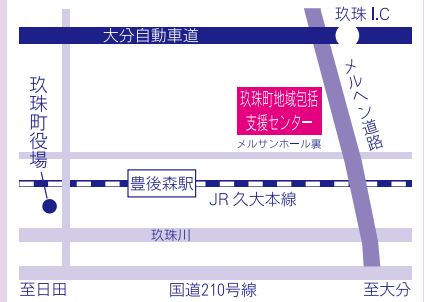 玖珠 I.C
大分自動車道
メルヘン道路
玖珠町地域包括
支援センター
メルサンホール裏
玖珠町役場
豊後森駅
JR 久大本線
玖珠川
至日田
国道210号線
至大分